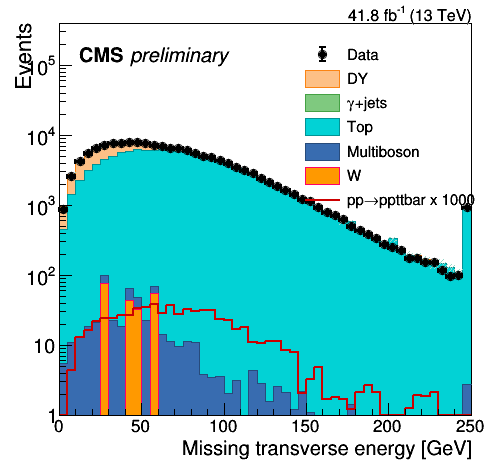 41.8 fb⁻¹ (13 TeV)
Events
CMS preliminary
Data
DY
γ+jets
Top
Multiboson
W
pp→ppttbar x 1000
10⁵
10⁴
10³
10²
10
1
0 50 100 150 200 250
Missing transverse energy [GeV]